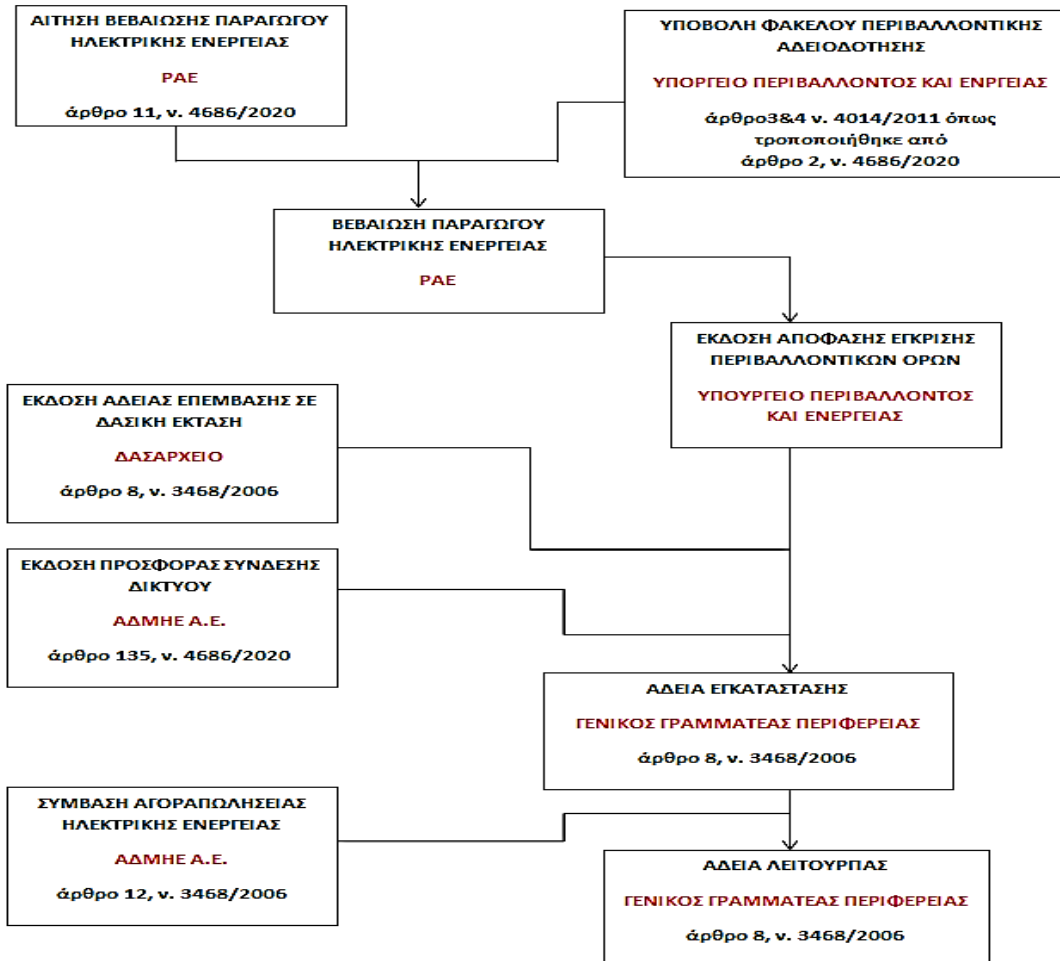 ΑΙΤΗΣΗ ΒΕΒΑΙΩΣΗΣ ΠΑΡΑΓΩΓΟΥ
ΗΛΕΚΤΡΙΚΗΣ ΕΝΕΡΓΕΙΑΣ
ΡΑΕ
άρθρο 11, ν. 4686/2020
ΥΠΟΒΟΛΗ ΦΑΚΕΛΟΥ ΠΕΡΙΒΑΛΛΟΝΤΙΚΗΣ
ΑΔΕΙΟΔΟΤΗΣΗΣ
ΥΠΟΡΓΕΙΟ ΠΕΡΙΒΑΛΛΟΝΤΟΣ ΚΑΙ ΕΝΡΓΕΙΑΣ
άρθρο3&4 ν. 4014/2011 όπως
τροποποιήθηκε από
άρθρο 2, ν. 4686/2020
ΒΕΒΑΙΩΣΗ ΠΑΡΑΓΩΓΟΥ
ΗΛΕΚΤΡΙΚΗΣ ΕΝΕΡΓΕΙΑΣ
ΡΑΕ
ΕΚΔΟΣΗ ΑΠΟΦΑΣΗΣ ΕΓΚΡΙΣΗΣ
ΠΕΡΙΒΑΛΛΟΝΤΙΚΩΝ ΟΡΩΝ
ΥΠΟΥΡΓΕΙΟ ΠΕΡΙΒΑΛΛΟΝΤΟΣ
ΚΑΙ ΕΝΕΡΓΕΙΑΣ
ΕΚΔΟΣΗ ΑΔΕΙΑΣ ΕΠΕΜΒΑΣΗΣ ΣΕ
ΔΑΣΙΚΗ ΕΚΤΑΣΗ
ΔΑΣΑΡΧΕΙΟ
άρθρο 8, ν. 3468/2006
ΕΚΔΟΣΗ ΠΡΟΣΦΟΡΑΣ ΣΥΝΔΕΣΗΣ
ΔΙΚΤΥΟΥ
ΑΔΜΗΕ Α.Ε.
άρθρο 135, ν. 4686/2020
ΑΔΕΙΑ ΕΓΚΑΤΑΣΤΑΣΗΣ
ΓΕΝΙΚΟΣ ΓΡΑΜΜΑΤΕΑΣ ΠΕΡΙΦΕΡΕΙΑΣ
άρθρο 8, ν. 3468/2006
ΣΥΜΒΑΣΗ ΑΓΟΡΑΠΩΛΗΣΕΙΑΣ
ΗΛΕΚΤΡΙΚΗΣ ΕΝΕΡΓΕΙΑΣ
ΑΔΜΗΕ Α.Ε.
άρθρο 12, ν. 3468/2006
ΑΔΕΙΑ ΛΕΙΤΟΥΡΠΑΣ
ΓΕΝΙΚΟΣ ΓΡΑΜΜΑΤΕΑΣ ΠΕΡΙΦΕΡΕΙΑΣ
άρθρο 8, ν. 3468/2006